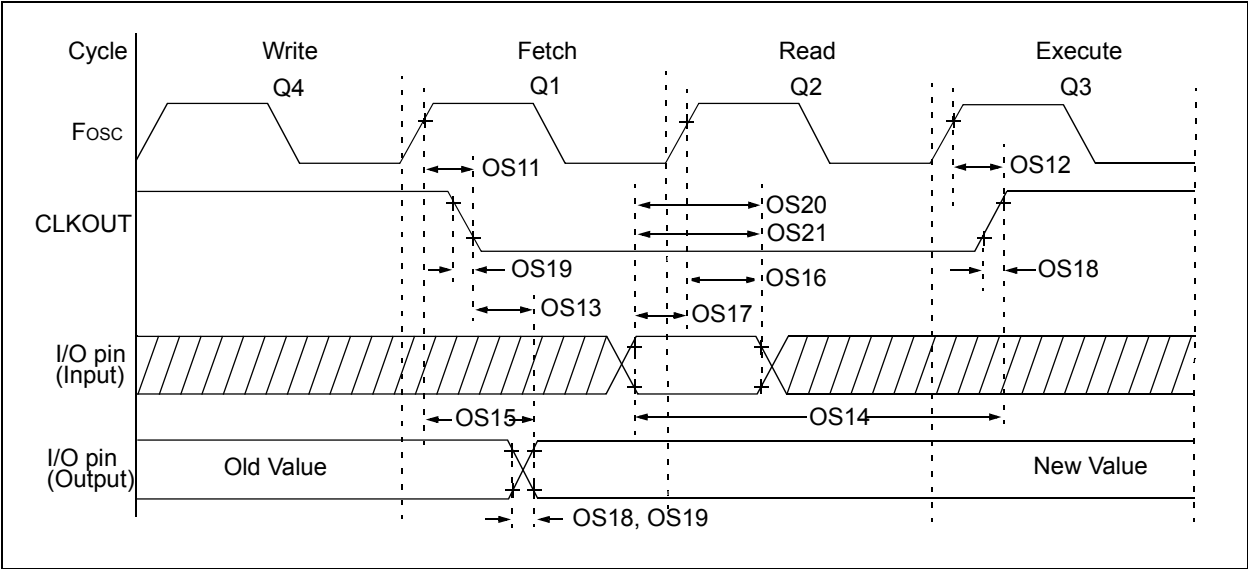 Cycle Write Fetch Read Execute
Q4 Q1 Q2 Q3
Fosc
OS11 OS12
OS20
CLKOUT
OS21
OS19 OS16 OS18
OS13 OS17
I/O pin
(Input)
OS15 OS14
I/O pin
(Output)
Old Value New Value
OS18, OS19